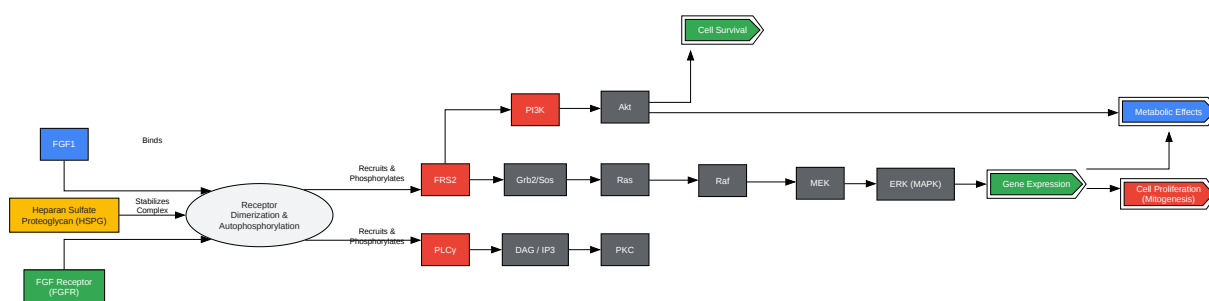 Cell Survival
PI3K
Akt
Metabolic Effects
FGF1
Binds
Recruits &
Phosphorylates
FRS2
Grb2/Sos
Ras
Raf
MEK
ERK (MAPK)
Gene Expression
Cell Proliferation
(Mitogenesis)
Heparan Sulfate
Proteoglycan (HSPG)
Stabilizes
Complex
Receptor
Dimerization &
Autophosphorylation
Recruits &
Phosphorylates
PLCγ
DAG / IP3
PKC
FGF Receptor
(FGFR)